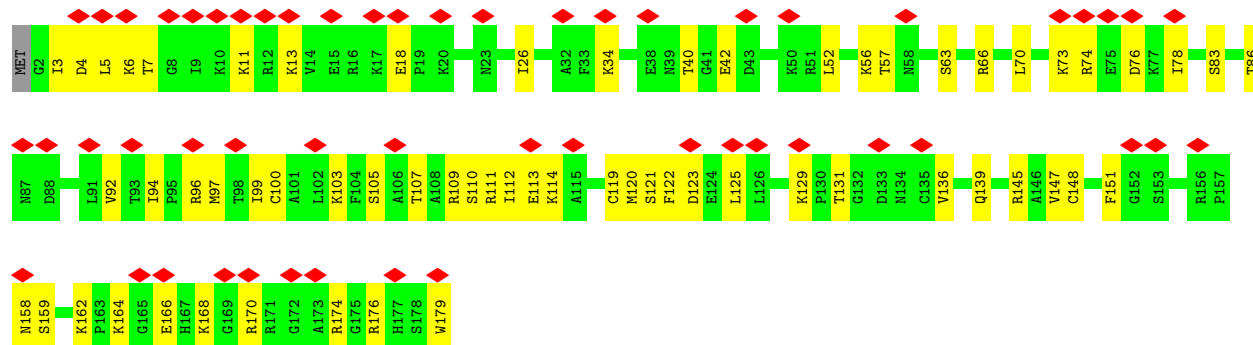 MET G2 I3 D4 L5 K6 T7 G8 I9 K10 K11 R12 K13 V14 E15 R16 K17 E18 P19 K20 N23 I26 A32 F33 K34 E38 N39 T40 G41 E42 D43 K50 R51 L52 K56 T57 N58 S63 R66 L70 K73 R74 E75 D76 K77 I78 S83 T86
N87 D88 L91 V92 T93 I94 P95 R96 M97 T98 I99 C100 A101 L102 K103 F104 S105 A106 T107 A108 R109 S110 R111 I112 E113 K114 A115 C119 M120 S121 F122 D123 E124 L125 L126 K129 P130 T131 G132 D133 N134 C135 V136 Q139 R145 A146 V147 C148 F151 G152 S153 R156 P157
N158 S159 K162 P163 K164 G165 E166 H167 K168 G169 R170 R171 G172 A173 R174 G175 R176 H177 S178 W179